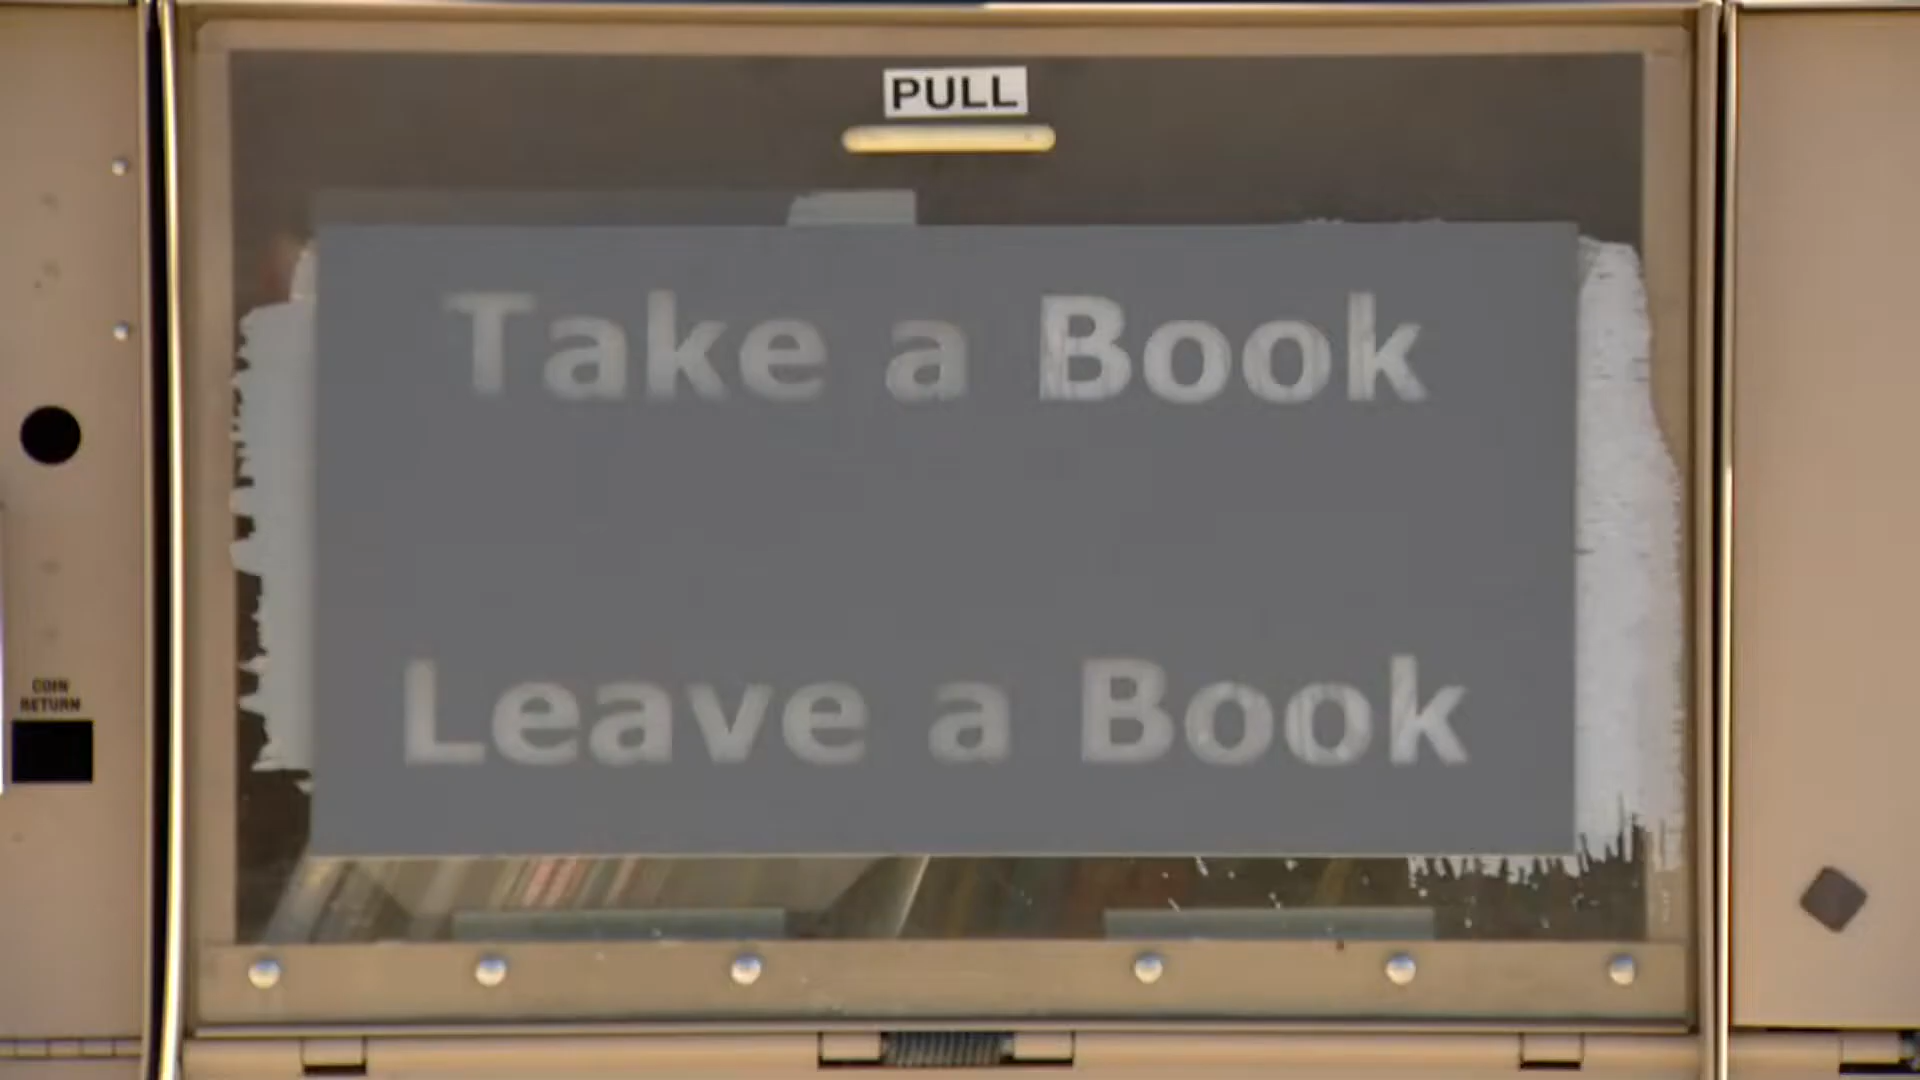 PULL
Take a Book
Leave a Book
COIN
RETURN